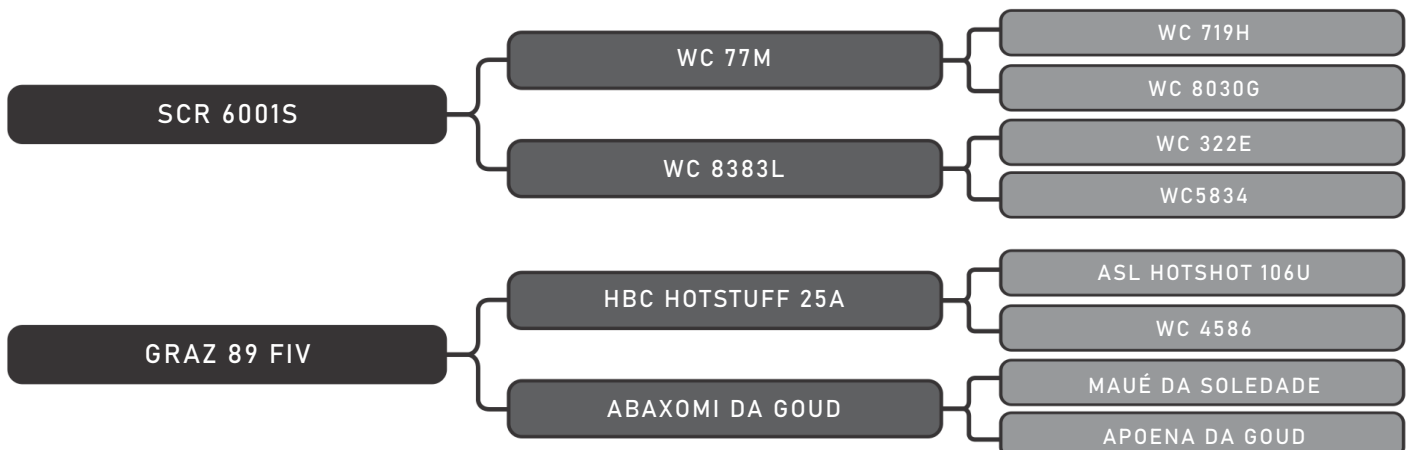 SCR 6001S
WC 77M
WC 719H
WC 8030G
WC 8383L
WC 322E
WC5834
GRAZ 89 FIV
HBC HOTSTUFF 25A
ASL HOTSHOT 106U
WC 4586
ABAXOMI DA GOUD
MAUÉ DA SOLEDADE
APOENA DA GOUD